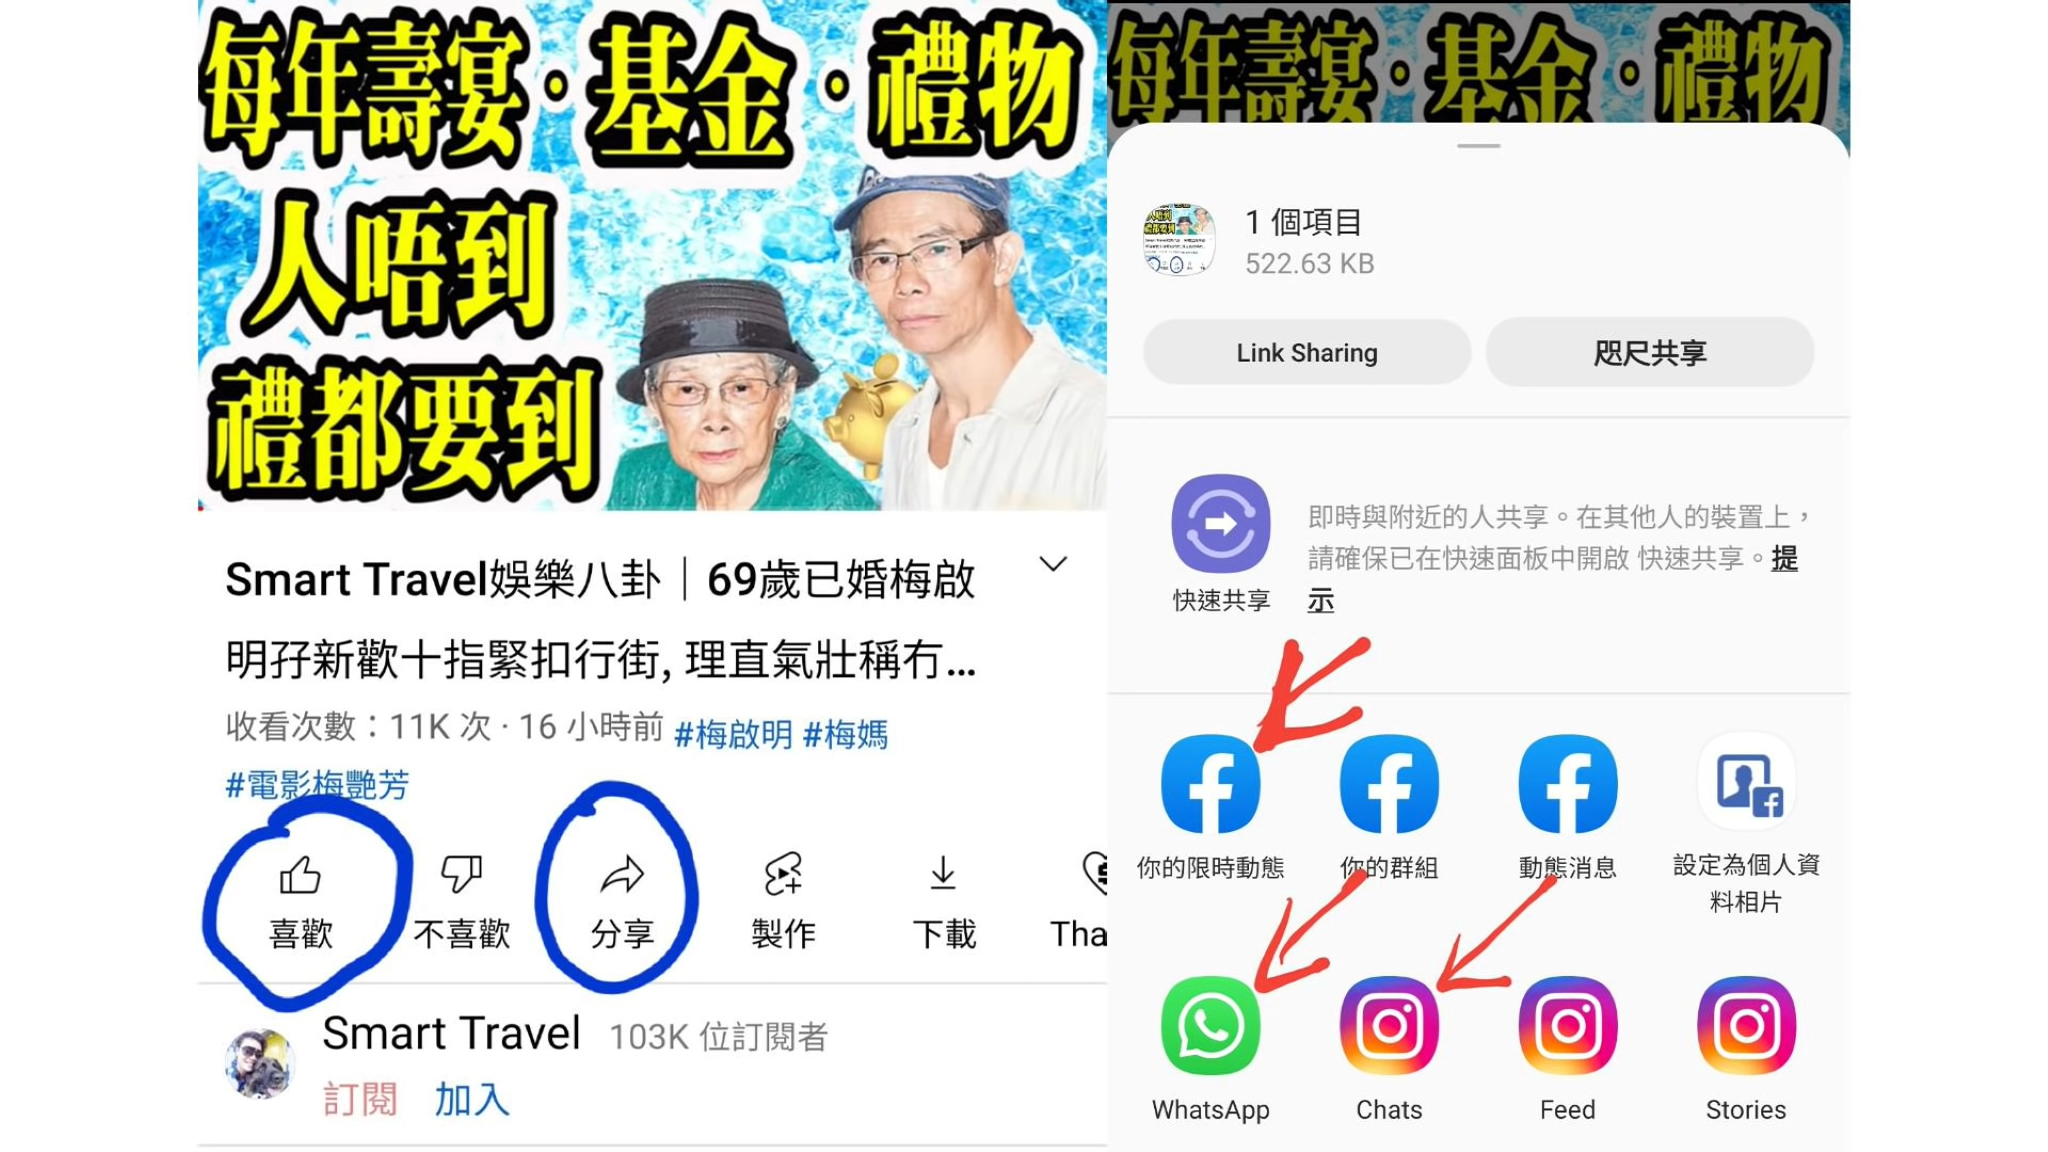 每年壽宴·基金·禮物
人唔到
禮都要到
Smart Travel娛樂八卦｜69歲已婚梅啟
明孖新歡十指緊扣行街, 理直氣壯稱冇...
收看次數：11K 次 · 16 小時前 #梅啟明 #梅媽
#電影梅艷芳
喜歡
不喜歡
分享
製作
下載
Tha
Smart Travel 103K 位訂閱者
訂閱 加入
每年壽宴·基金·禮物
1 個項目
522.63 KB
Link Sharing
咫尺共享
快速共享
即時與附近的人共享。在其他人的裝置上，
請確保已在快速面板中開啟 快速共享。提
示
你的限時動態
你的群組
動態消息
設定為個人資
料相片
WhatsApp
Chats
Feed
Stories